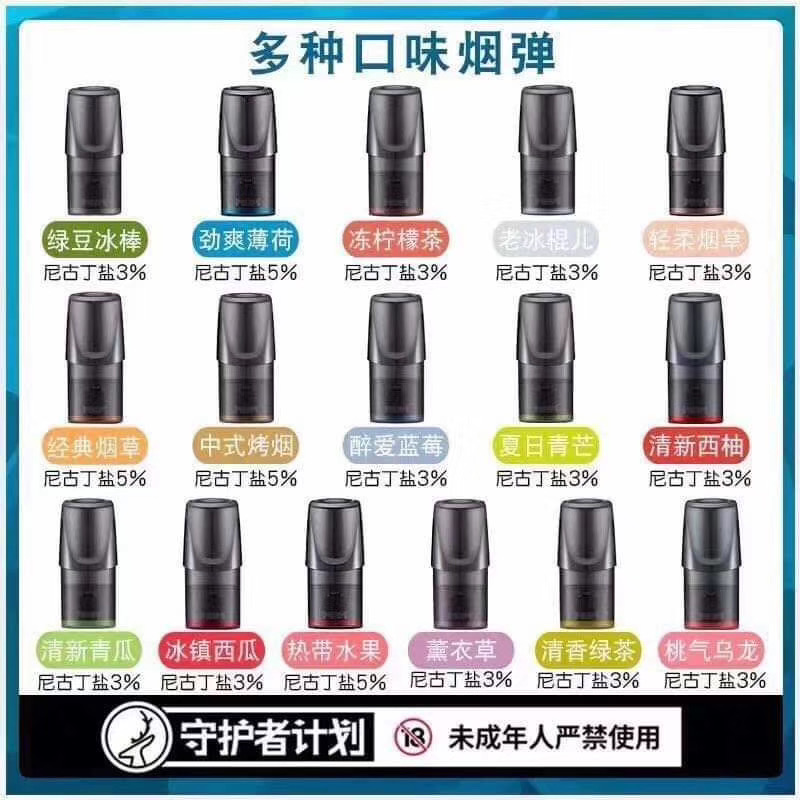 多种口味烟弹
绿豆冰棒 劲爽薄荷 冻柠檬茶 老冰棍儿 轻柔烟草
尼古丁盐3% 尼古丁盐5% 尼古丁盐3% 尼古丁盐3% 尼古丁盐3%
经典烟草 中式烤烟 醉爱蓝莓 夏日青芒 清新西柚
尼古丁盐5% 尼古丁盐5% 尼古丁盐3% 尼古丁盐3% 尼古丁盐3%
清新青瓜 冰镇西瓜 热带水果 薰衣草 清香绿茶 桃气乌龙
尼古丁盐3% 尼古丁盐3% 尼古丁盐5% 尼古丁盐3% 尼古丁盐3% 尼古丁盐3%
守护者计划 18 未成年人严禁使用